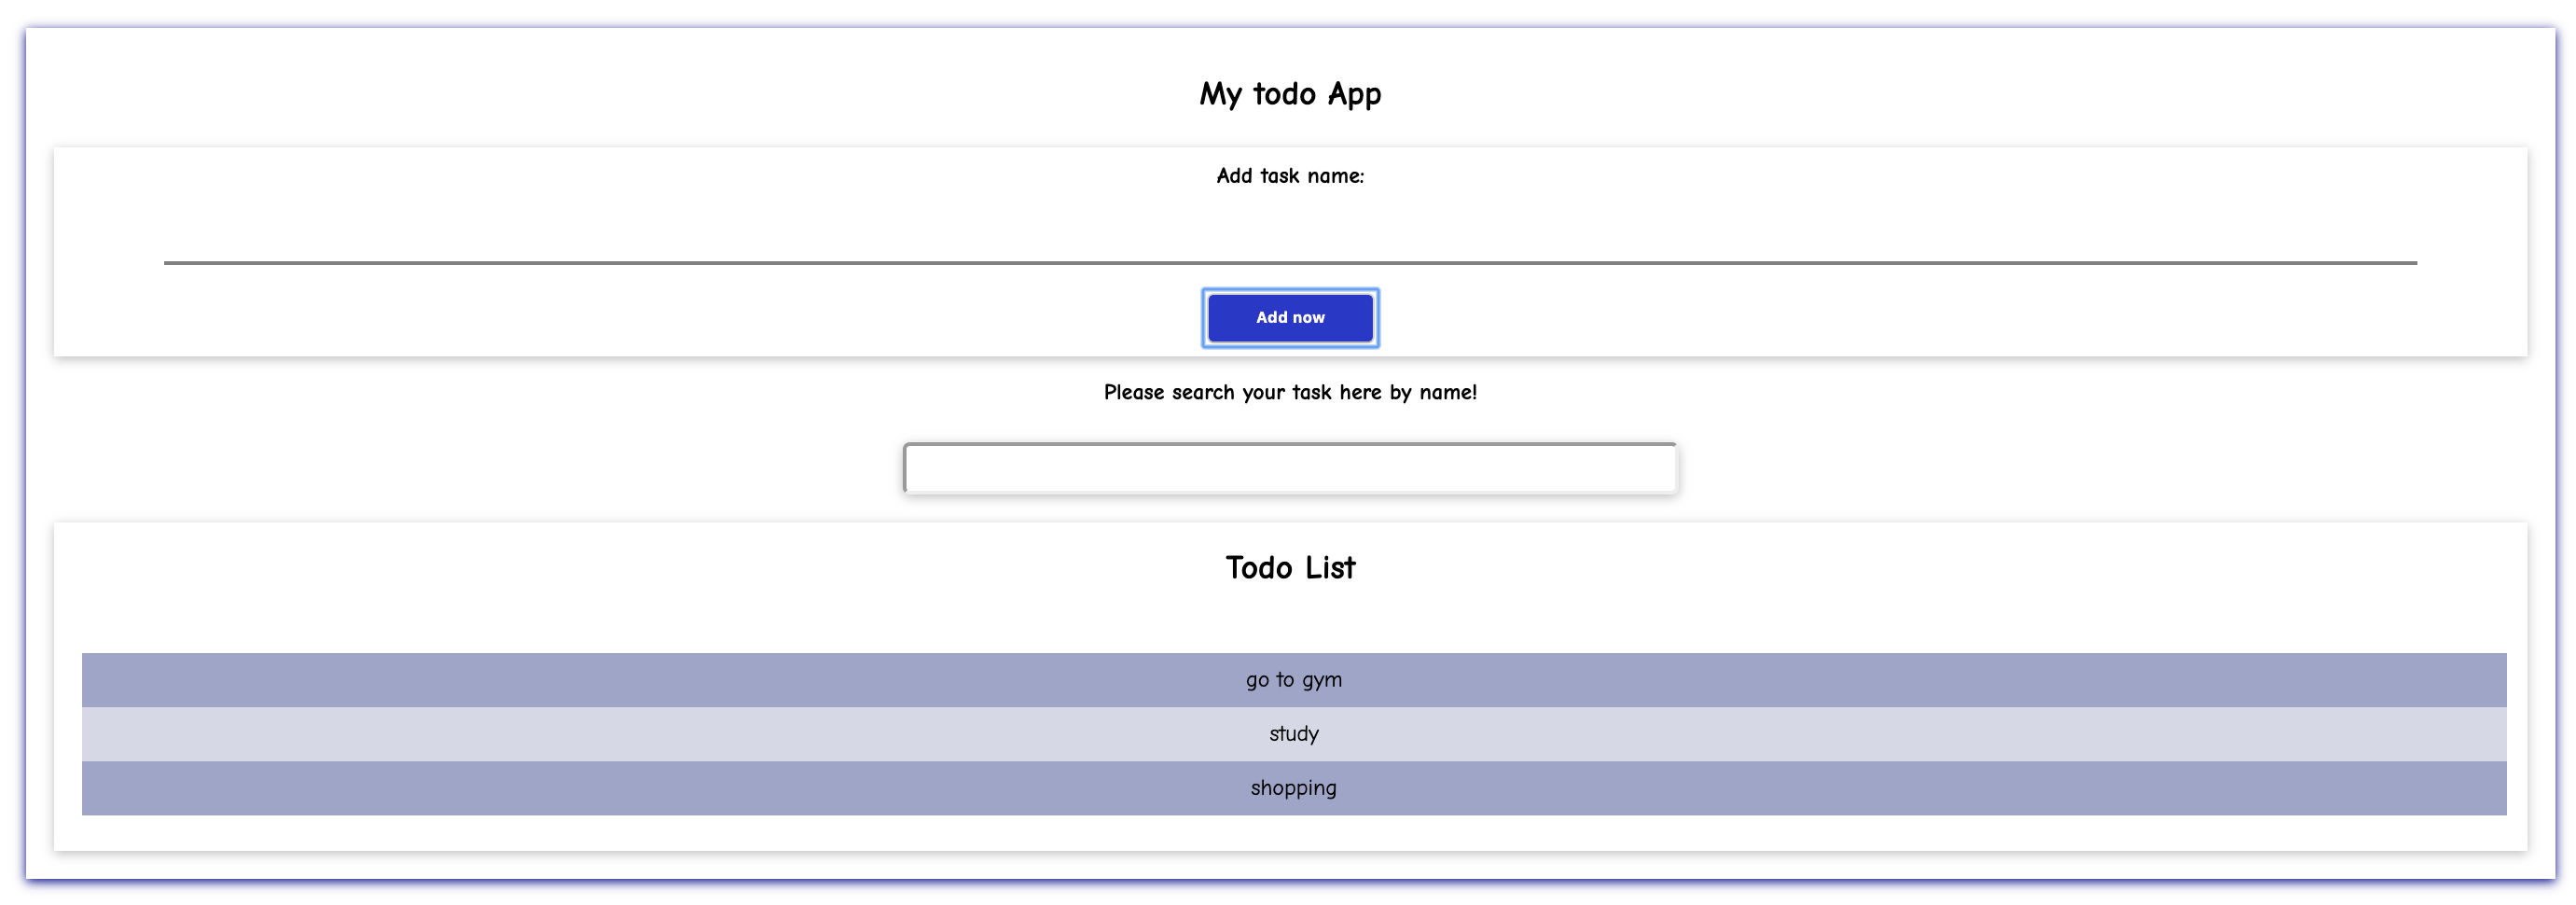 My todo App
Add task name:
Add now
Please search your task here by name!
Todo List
go to gym
study
shopping